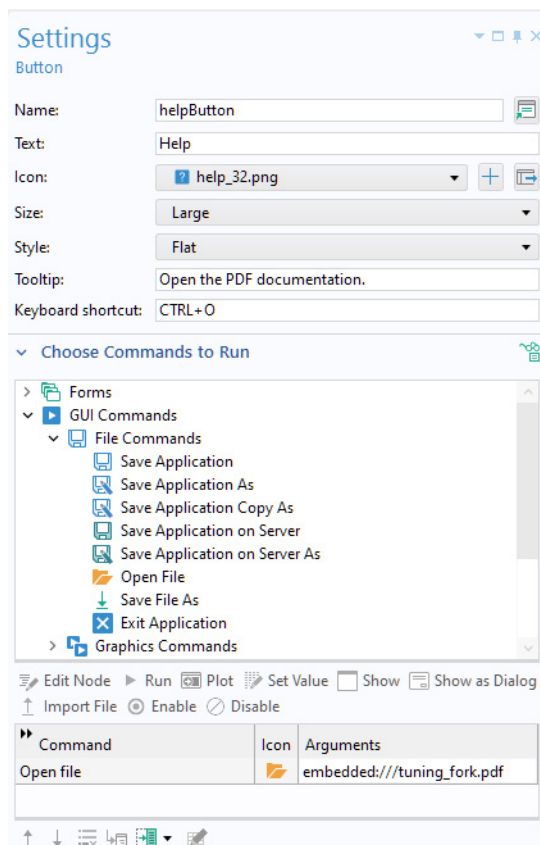 Settings
Button
Name: helpButton
Text: Help
Icon: help_32.png
Size: Large
Style: Flat
Tooltip: Open the PDF documentation.
Keyboard shortcut: CTRL+O
Choose Commands to Run
Forms
GUI Commands
File Commands
Save Application
Save Application As
Save Application Copy As
Save Application on Server
Save Application on Server As
Open File
Save File As
Exit Application
Graphics Commands
Edit Node Run Plot Set Value Show Show as Dialog
Import File Enable Disable
Command Icon Arguments
Open file embedded:///tuning_fork.pdf